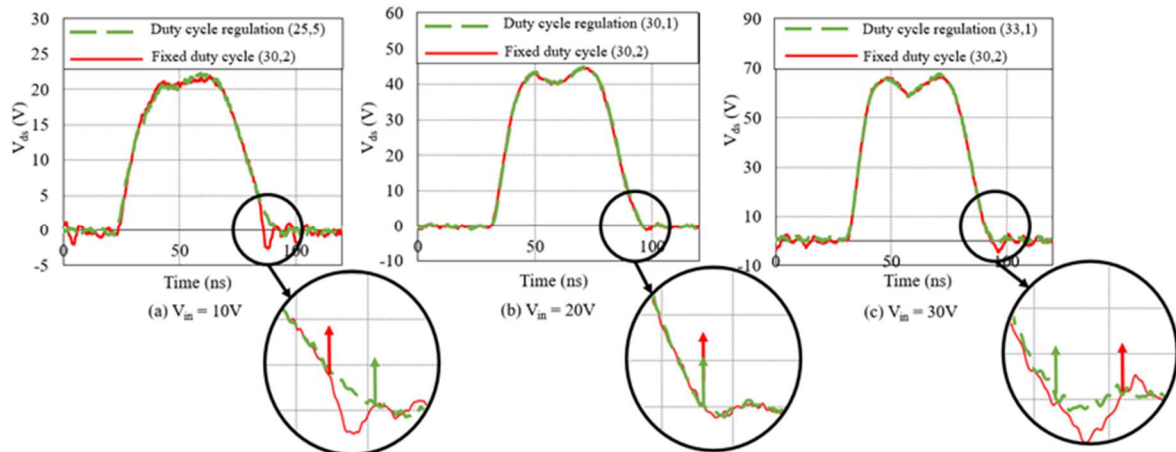 Duty cycle regulation (25,5)
Fixed duty cycle (30,2)
30
25
20
15
10
5
0
-5
V_ds (V)
0
50
100
Time (ns)
(a) V_in = 10V
Duty cycle regulation (30,1)
Fixed duty cycle (30,2)
60
50
40
30
20
10
0
-10
V_ds (V)
0
50
100
Time (ns)
(b) V_in = 20V
Duty cycle regulation (33,1)
Fixed duty cycle (30,2)
90
70
50
30
10
-10
V_ds (V)
0
50
100
Time (ns)
(c) V_in = 30V